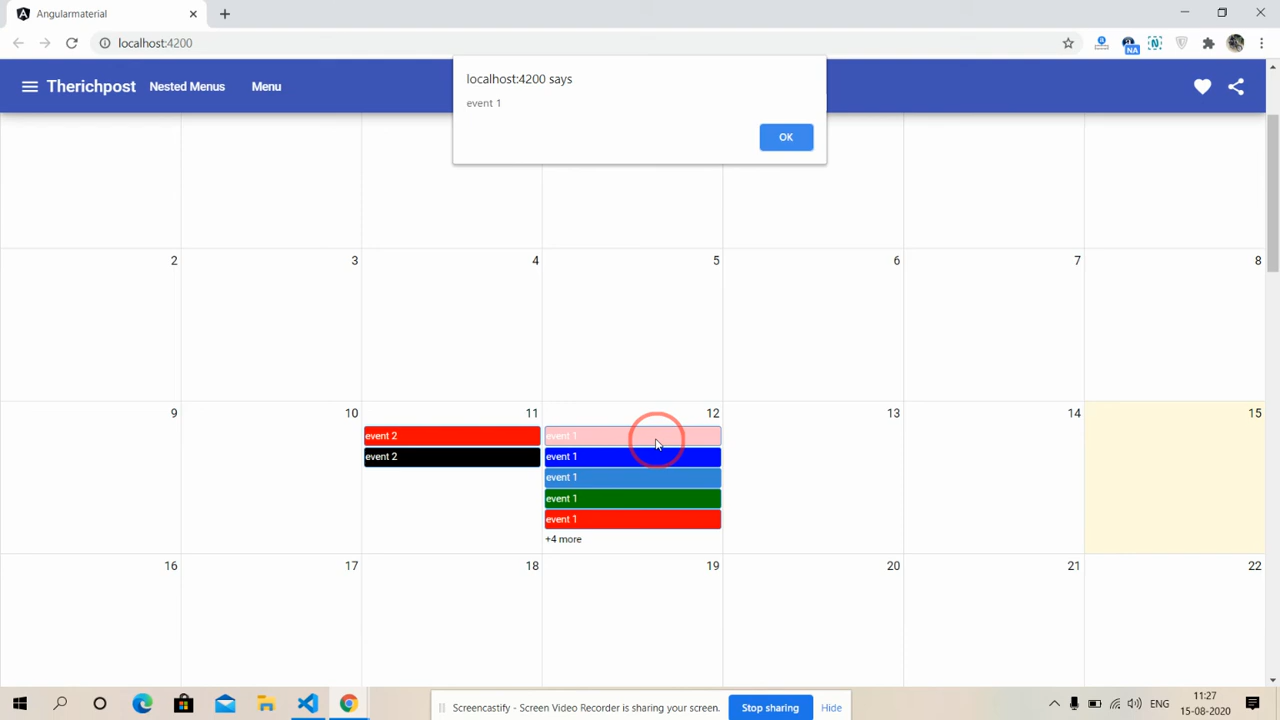 Angularmaterial
localhost:4200
NA
Therichpost
Nested Menus
Menu
localhost:4200 says
event 1
OK
2
3
4
5
6
7
8
9
10
11
12
13
14
15
event 2
event 2
event 1
event 1
event 1
event 1
event 1
+4 more
16
17
18
19
20
21
22
Screencastify - Screen Video Recorder is sharing your screen.
Stop sharing
Hide
ENG
11:27
15-08-2020